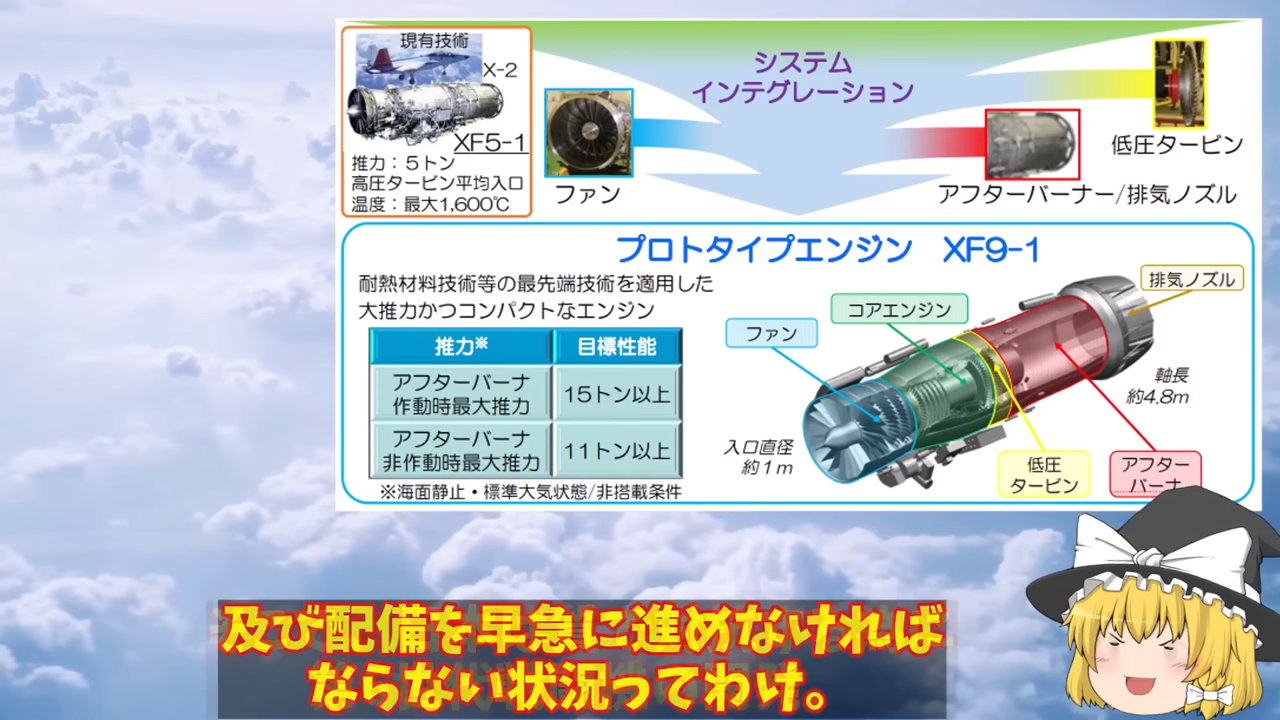 現有技術
X-2
XF5-1
推力：５トン
高圧タービン平均入口
温度：最大1,600℃
ファン
システム
インテグレーション
低圧タービン
アフターバーナー/排気ノズル
プロトタイプエンジン　XF9-1
耐熱材料技術等の最先端技術を適用した
大推力かつコンパクトなエンジン
推力※
目標性能
アフターバーナ
作動時最大推力
15トン以上
アフターバーナ
非作動時最大推力
11トン以上
※海面静止・標準大気状態/非搭載条件
ファン
コアエンジン
排気ノズル
軸長
約4.8m
入口直径
約１m
低圧
タービン
アフター
バーナ
及び配備を早急に進めなければ
ならない状況ってわけ。